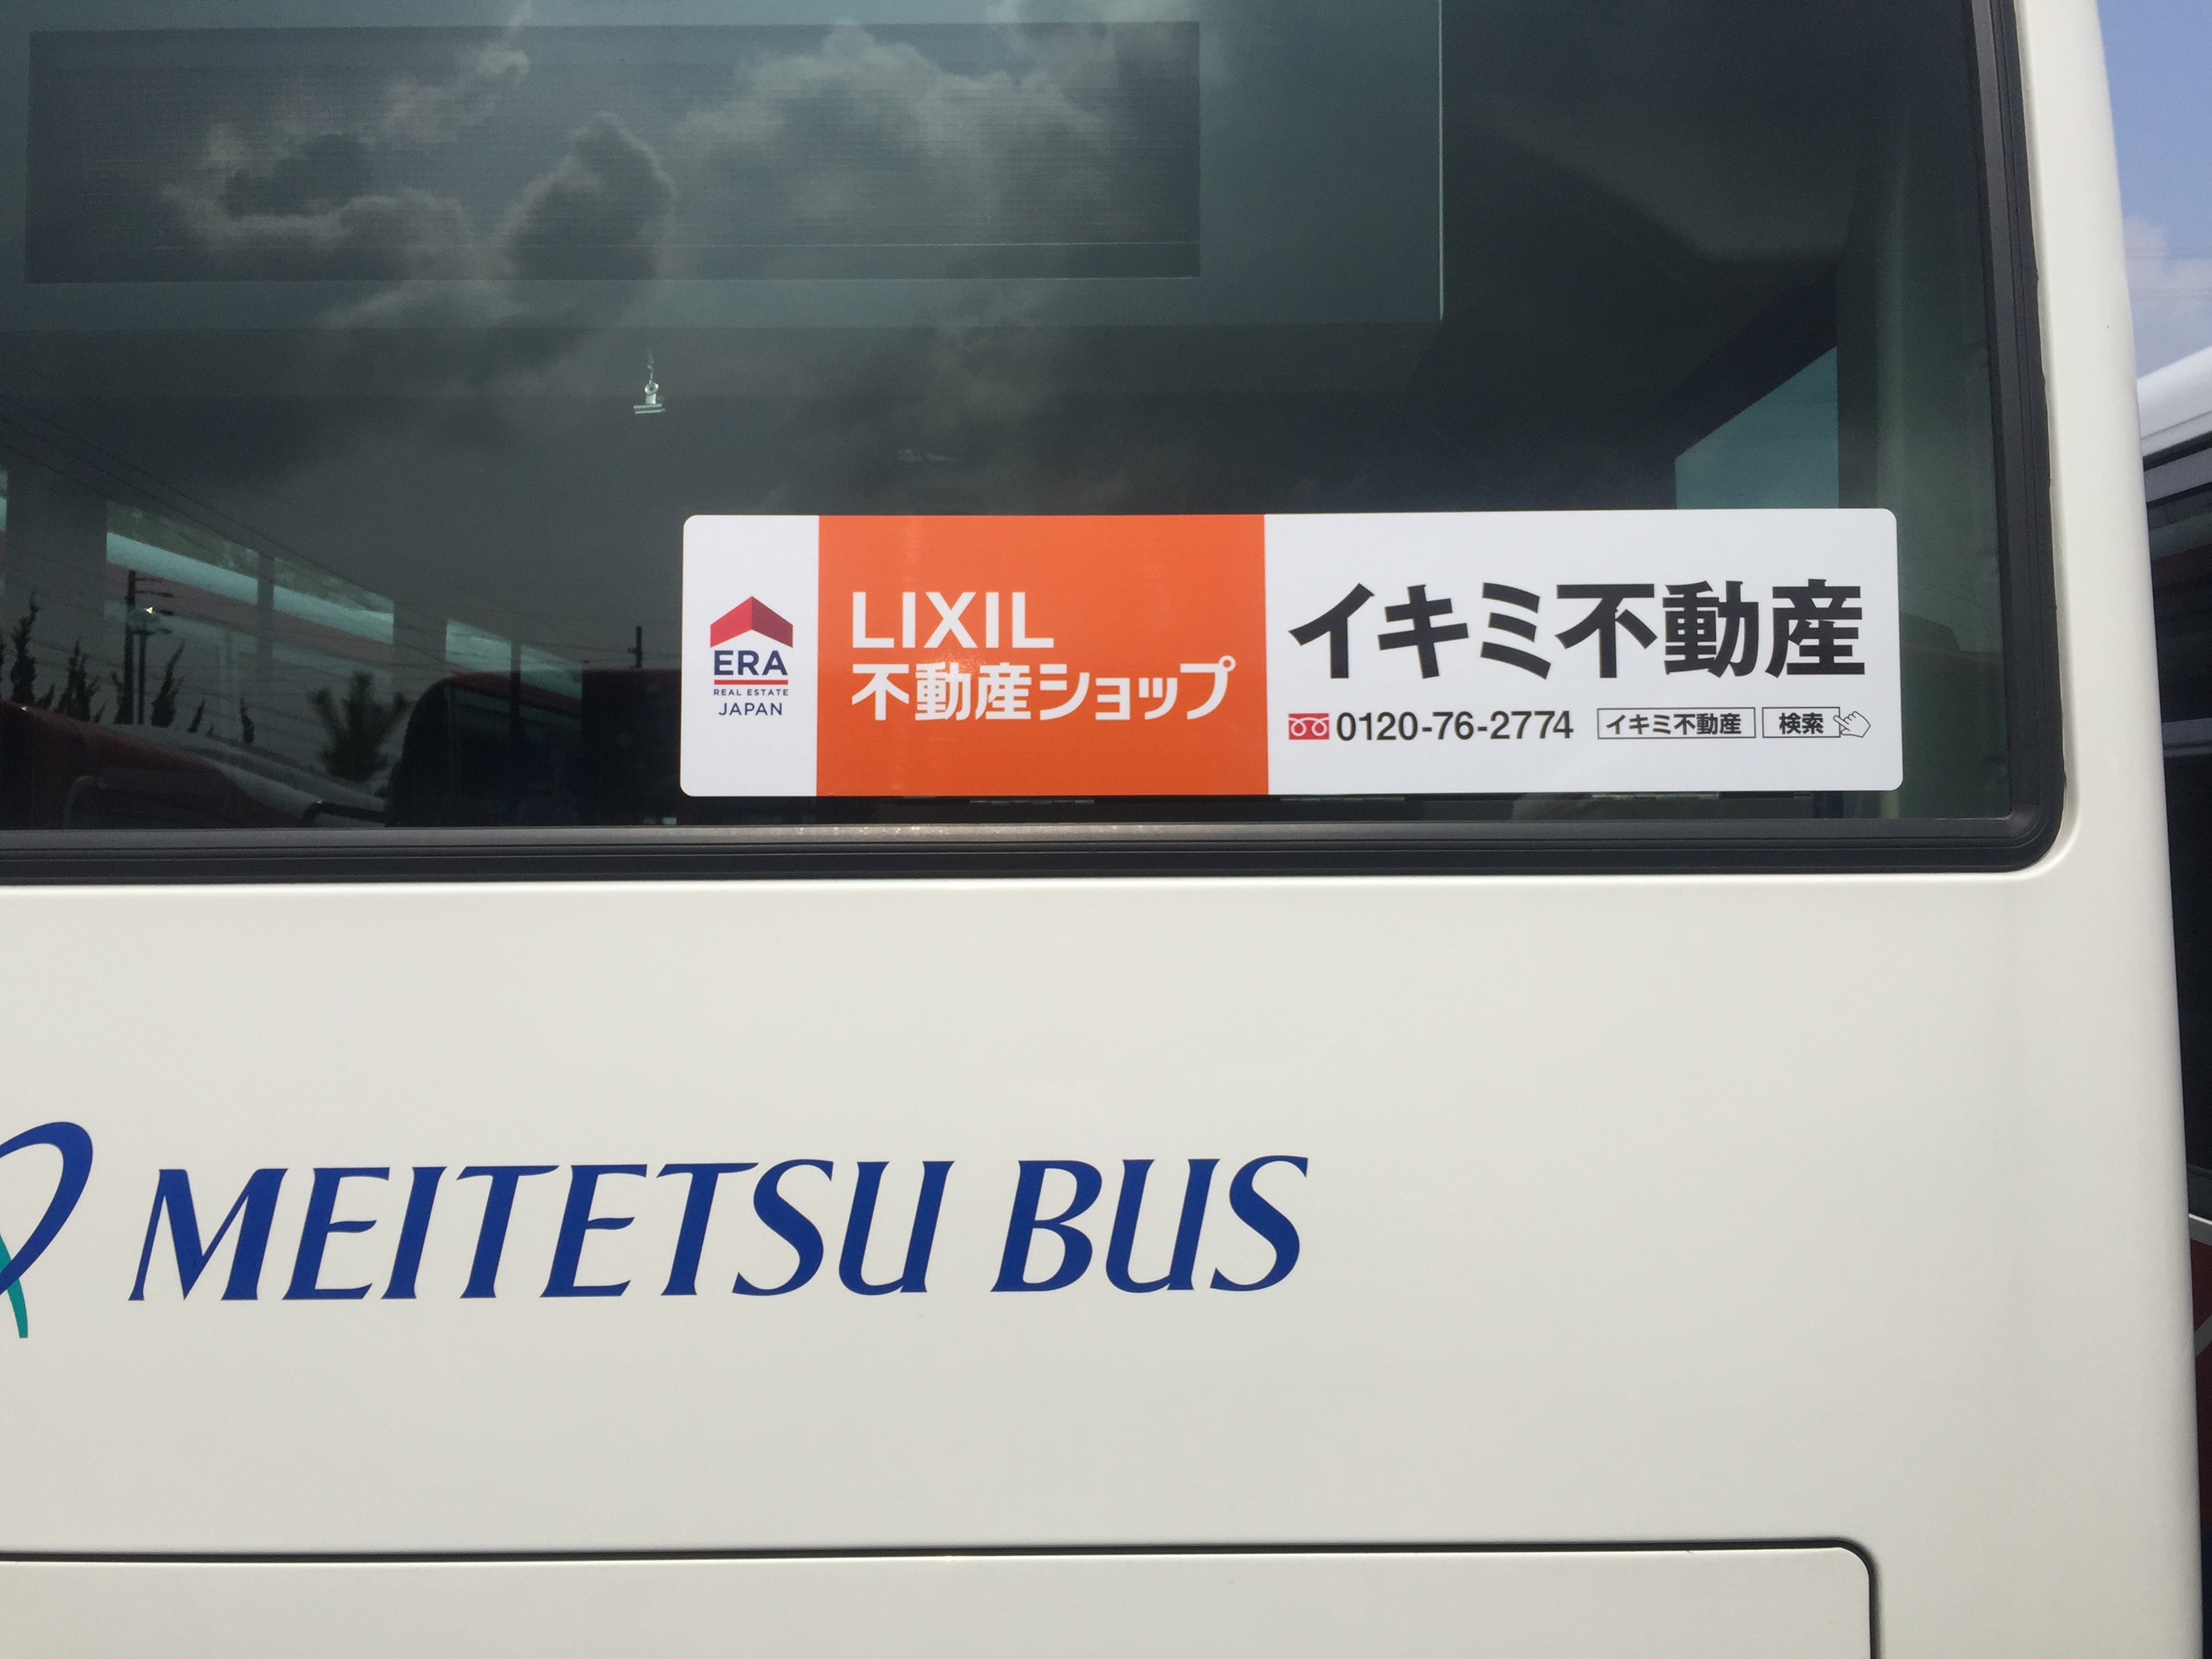 ERA
REAL ESTATE
JAPAN
LIXIL
不動産ショップ
イキミ不動産
0120-76-2774 イキミ不動産 検索
MEITETSU BUS